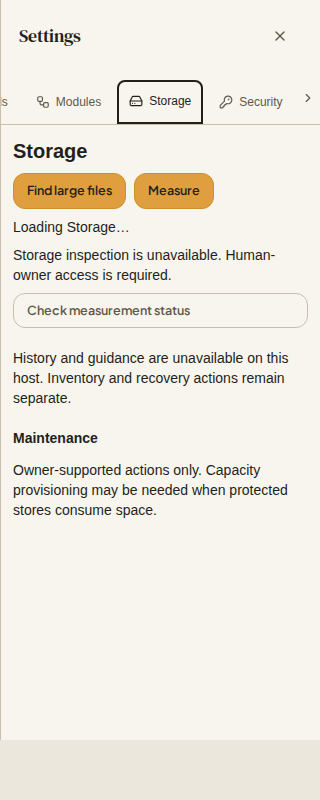 Settings
Modules
Storage
Security
Storage
Find large files
Measure
Loading Storage…
Storage inspection is unavailable. Human-
owner access is required.
Check measurement status
History and guidance are unavailable on this
host. Inventory and recovery actions remain
separate.
Maintenance
Owner-supported actions only. Capacity
provisioning may be needed when protected
stores consume space.